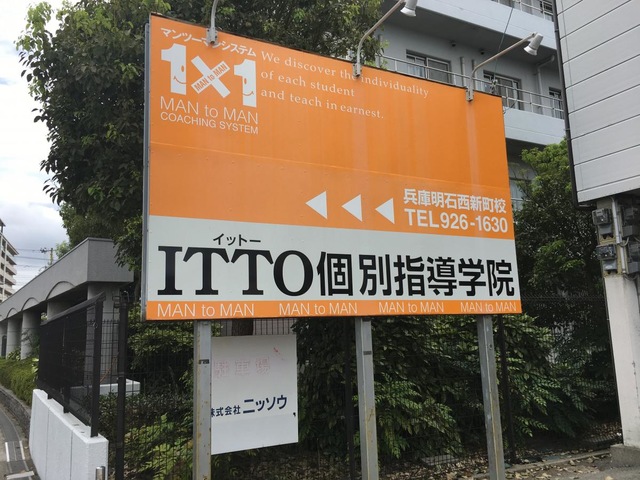 マンツーマンシステム
1×1
MAN to MAN
MAN to MAN
COACHING SYSTEM
We discover the individuality
of each student
and teach in earnest.
兵庫明石西新町校
TEL926-1630
イットー
ITTO個別指導学院
MAN to MAN MAN to MAN MAN to MAN MAN to MAN
株式会社ニッソウ